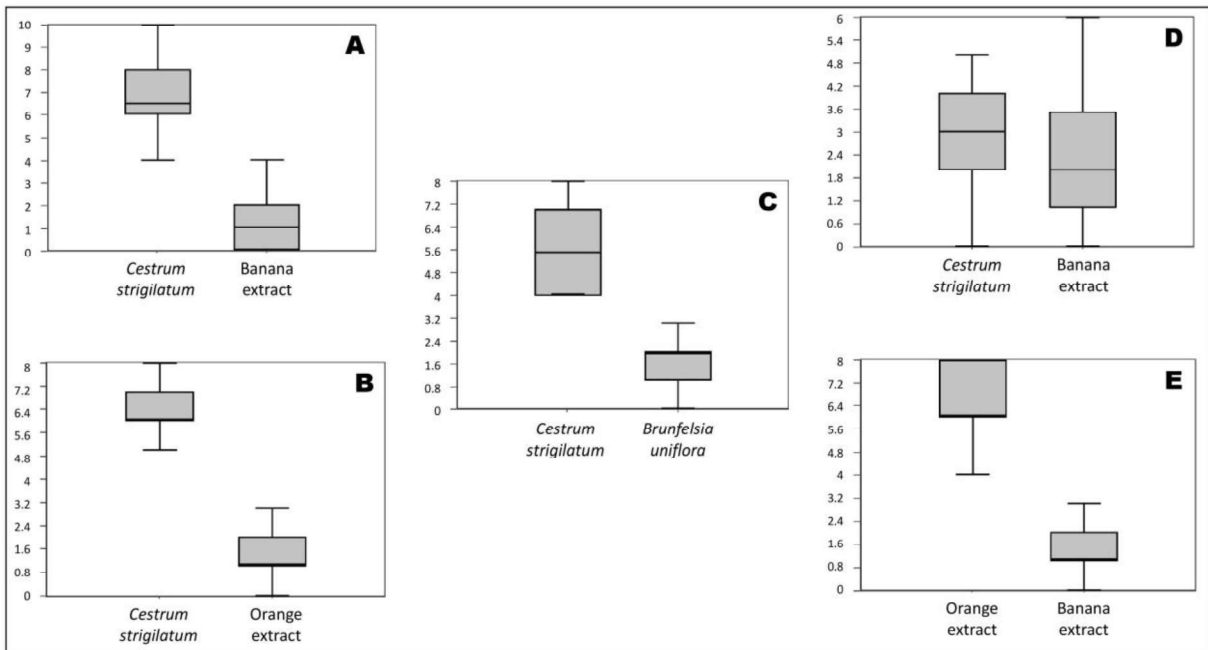 A
10
9
8
7
6
5
4
3
2
1
0
Cestrum
strigilatum
Banana
extract
B
8
7.2
6.4
5.6
4.8
4
3.2
2.4
1.6
0.8
0
Cestrum
strigilatum
Orange
extract
C
8
7.2
6.4
5.6
4.8
4
3.2
2.4
1.6
0.8
0
Cestrum
strigilatum
Brunfelsia
uniflora
D
6
5.4
4.8
4.2
3.6
3
2.4
1.8
1.2
0.6
0
Cestrum
strigilatum
Banana
extract
E
8
7.2
6.4
5.6
4.8
4
3.2
2.4
1.6
0.8
0
Orange
extract
Banana
extract